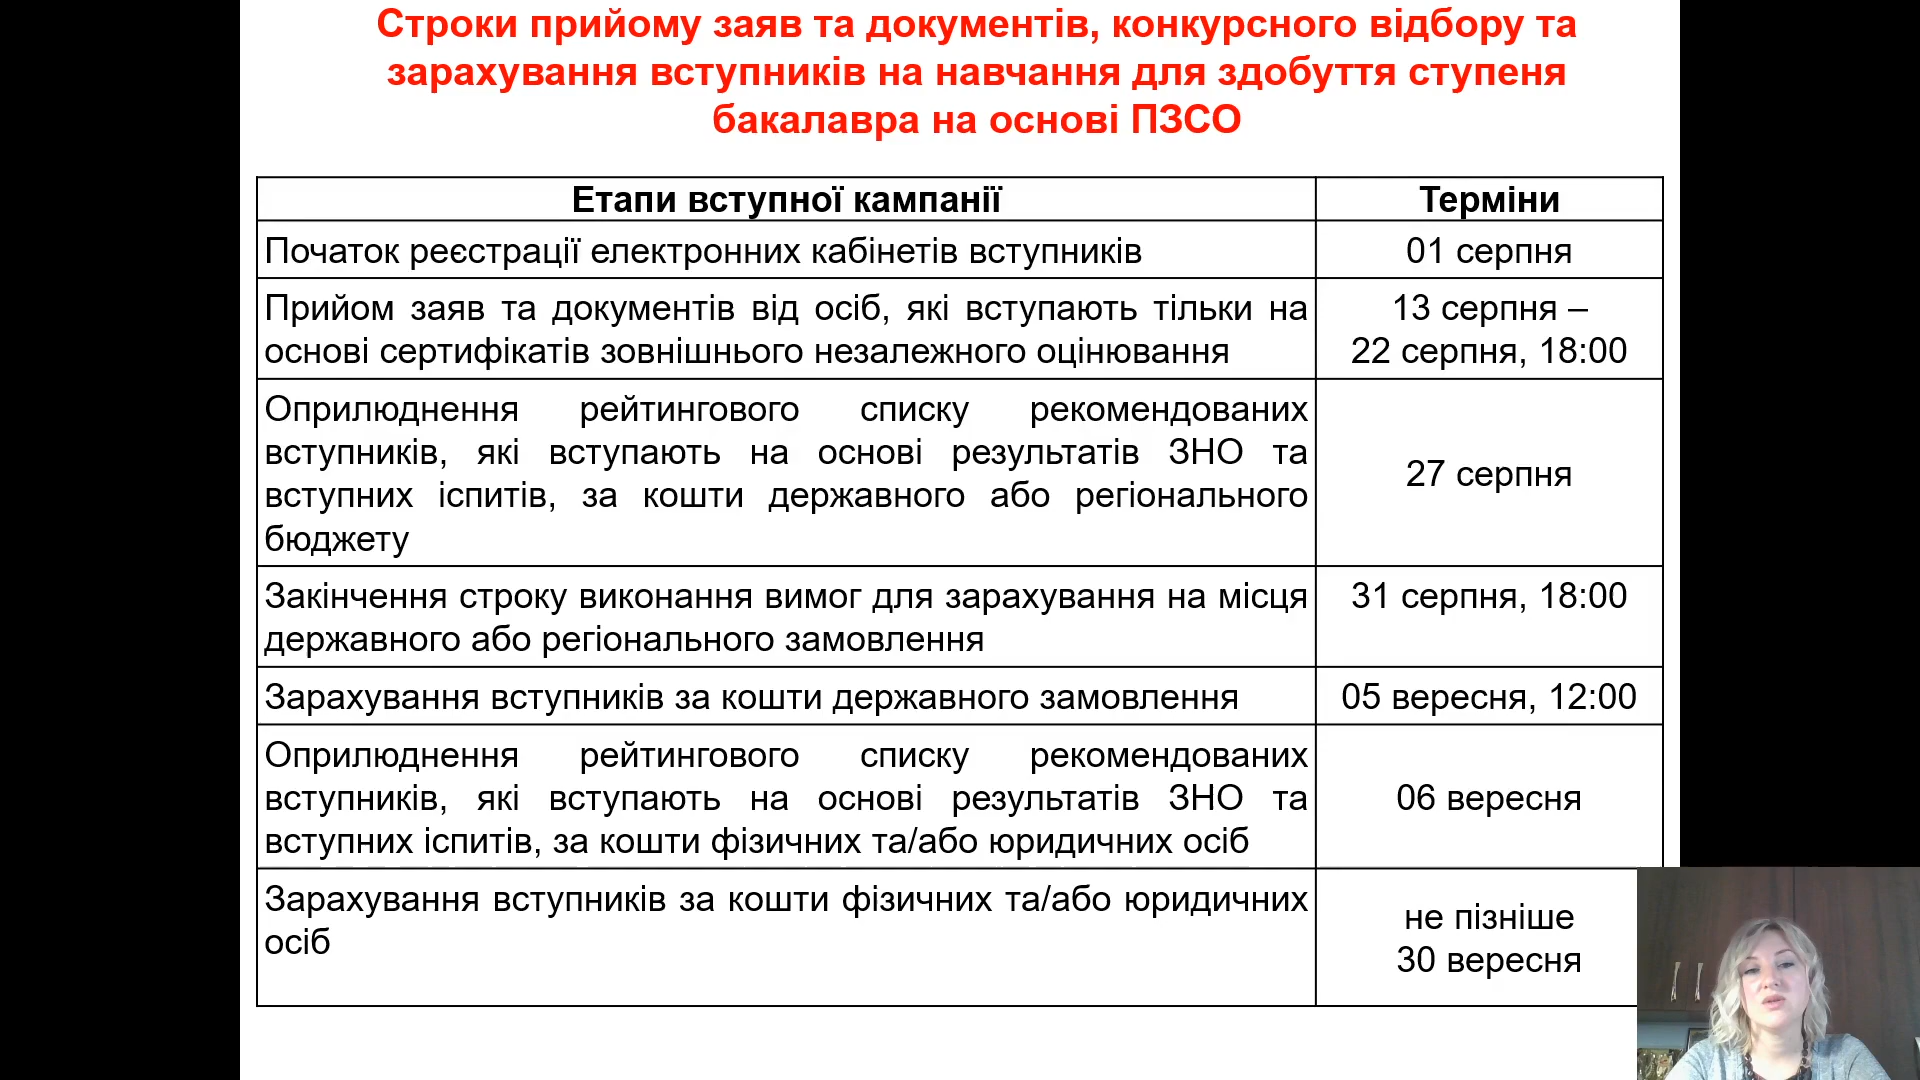 Строки прийому заяв та документів, конкурсного відбору та
зарахування вступників на навчання для здобуття ступеня
бакалавра на основі ПЗСО
Етапи вступної кампанії
Терміни
Початок реєстрації електронних кабінетів вступників
01 серпня
Прийом заяв та документів від осіб, які вступають тільки на
основі сертифікатів зовнішнього незалежного оцінювання
13 серпня –
22 серпня, 18:00
Оприлюднення рейтингового списку рекомендованих
вступників, які вступають на основі результатів ЗНО та
вступних іспитів, за кошти державного або регіонального
бюджету
27 серпня
Закінчення строку виконання вимог для зарахування на місця
державного або регіонального замовлення
31 серпня, 18:00
Зарахування вступників за кошти державного замовлення
05 вересня, 12:00
Оприлюднення рейтингового списку рекомендованих
вступників, які вступають на основі результатів ЗНО та
вступних іспитів, за кошти фізичних та/або юридичних осіб
06 вересня
Зарахування вступників за кошти фізичних та/або юридичних
осіб
не пізніше
30 вересня